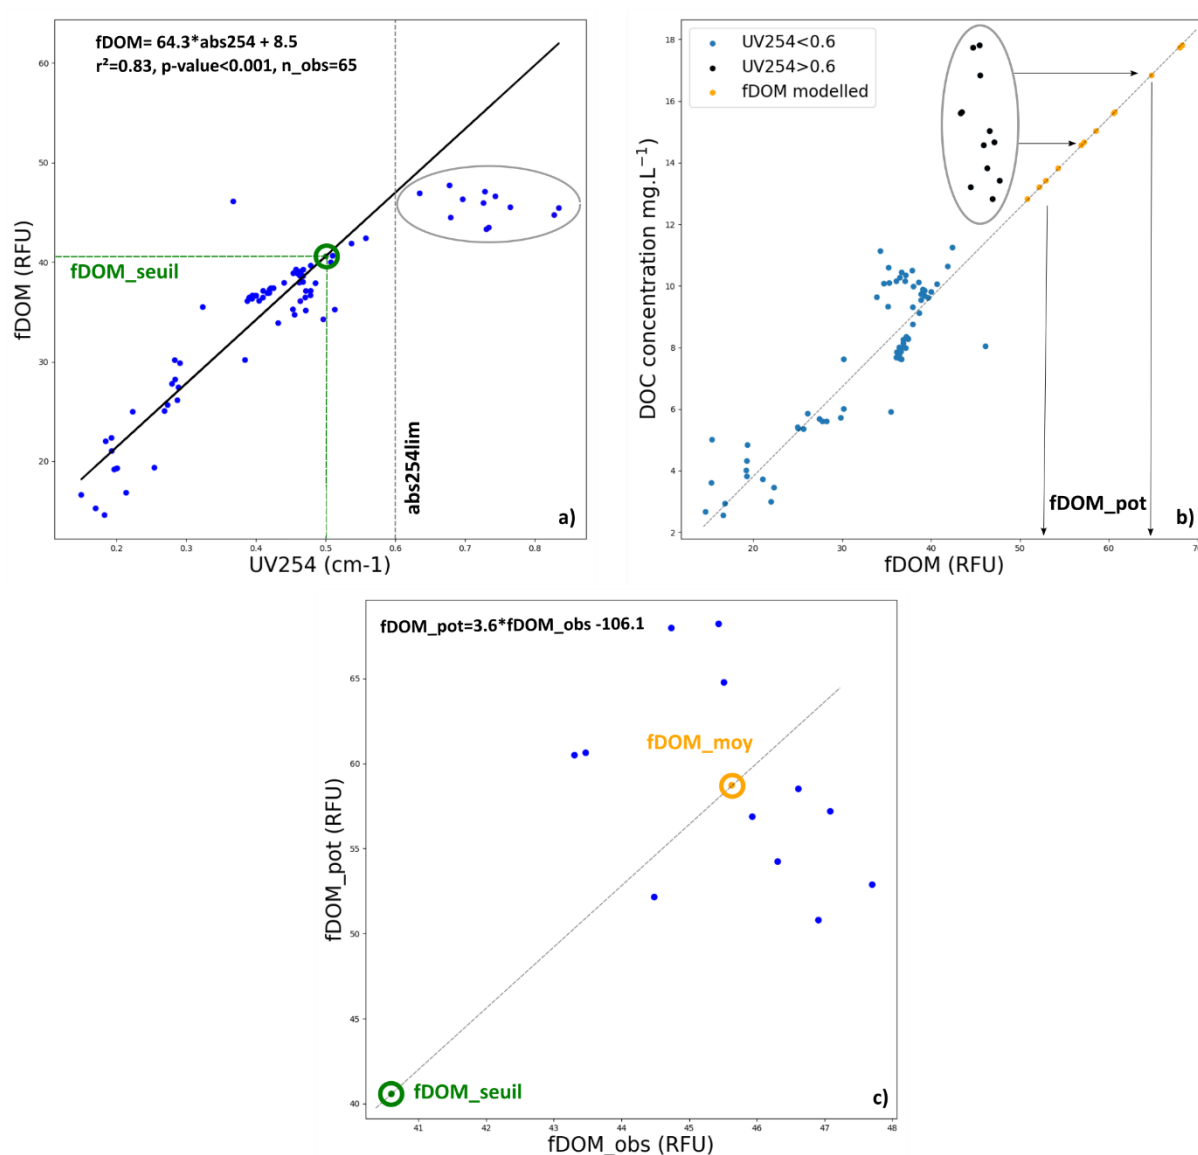 fDOM= 64.3*abs254 + 8.5
r²=0.83, p-value<0.001, n_obs=65
60
50
40
30
20
fDOM (RFU)
fDOM_seuil
abs254lim
a)
0.2 0.3 0.4 0.5 0.6 0.7 0.8
UV254 (cm-1)
UV254<0.6
UV254>0.6
fDOM modelled
18
16
14
12
10
8
6
4
2
DOC concentration mg.L⁻¹
fDOM_pot
b)
20 30 40 50 60 70
fDOM (RFU)
fDOM_pot=3.6*fDOM_obs -106.1
65
60
55
50
45
40
fDOM_pot (RFU)
fDOM_moy
fDOM_seuil
c)
41 42 43 44 45 46 47 48
fDOM_obs (RFU)